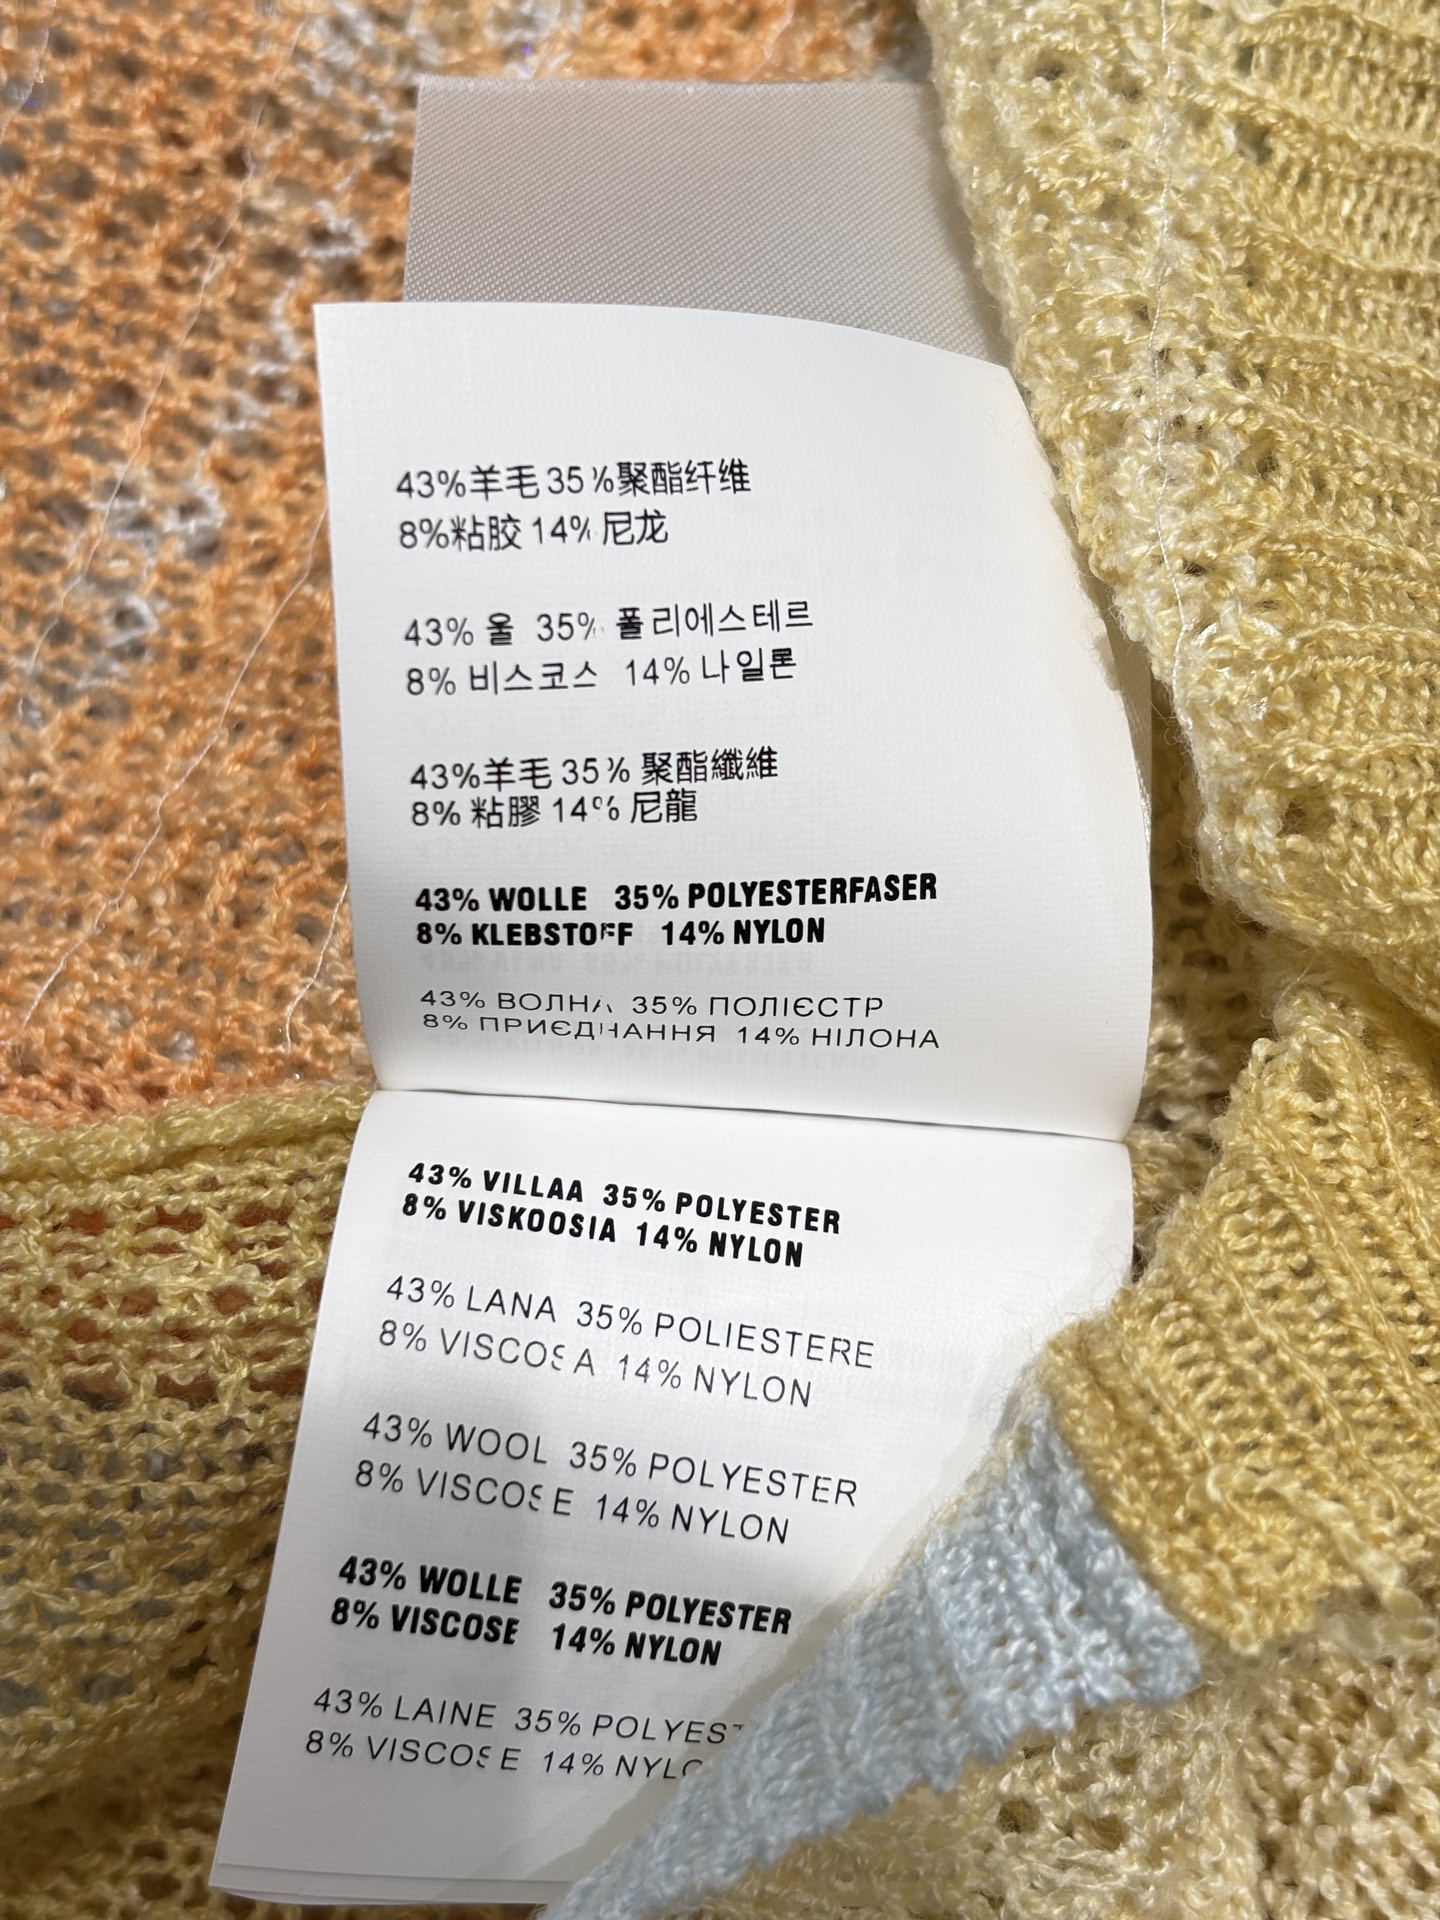 43%羊毛 35%聚酯纤维
8%粘胶 14% 尼龙
43% 울 35% 폴리에스테르
8% 비스코스 14% 나일론
43%羊毛 35% 聚酯纖維
8% 粘膠 14% 尼龍
43% WOLLE 35% POLYESTERFASER
8% KLEBSTOFF 14% NYLON
43% ВОЛНА 35% ПОЛІЄСТР
8% ПРИЄДНАННЯ 14% НІЛОНА
43% VILLAA 35% POLYESTER
8% VISKOOSIA 14% NYLON
43% LANA 35% POLIESTERE
8% VISCOSA 14% NYLON
43% WOOL 35% POLYESTER
8% VISCOSE 14% NYLON
43% WOLLE 35% POLYESTER
8% VISCOSE 14% NYLON
43% LAINE 35%
8% VISCOSE 14%